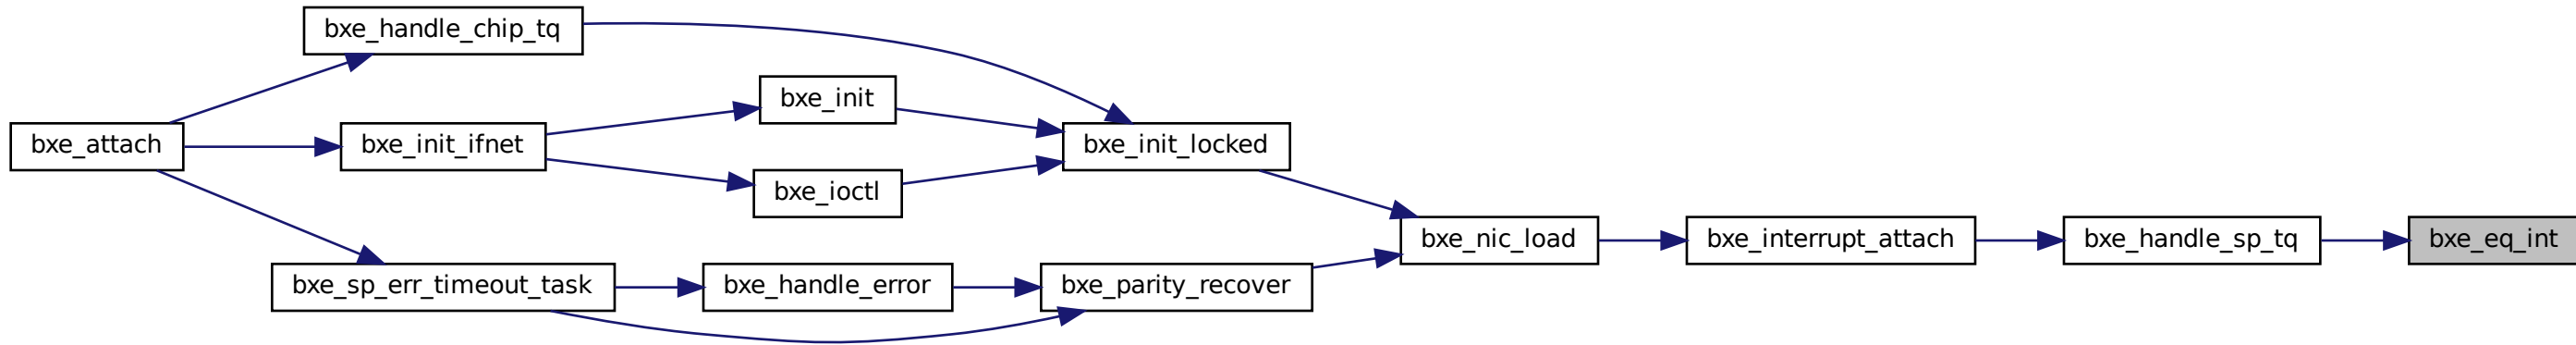 bxe_handle_chip_tq
bxe_init
bxe_attach
bxe_init_ifnet
bxe_init_locked
bxe_ioctl
bxe_nic_load
bxe_interrupt_attach
bxe_handle_sp_tq
bxe_eq_int
bxe_sp_err_timeout_task
bxe_handle_error
bxe_parity_recover